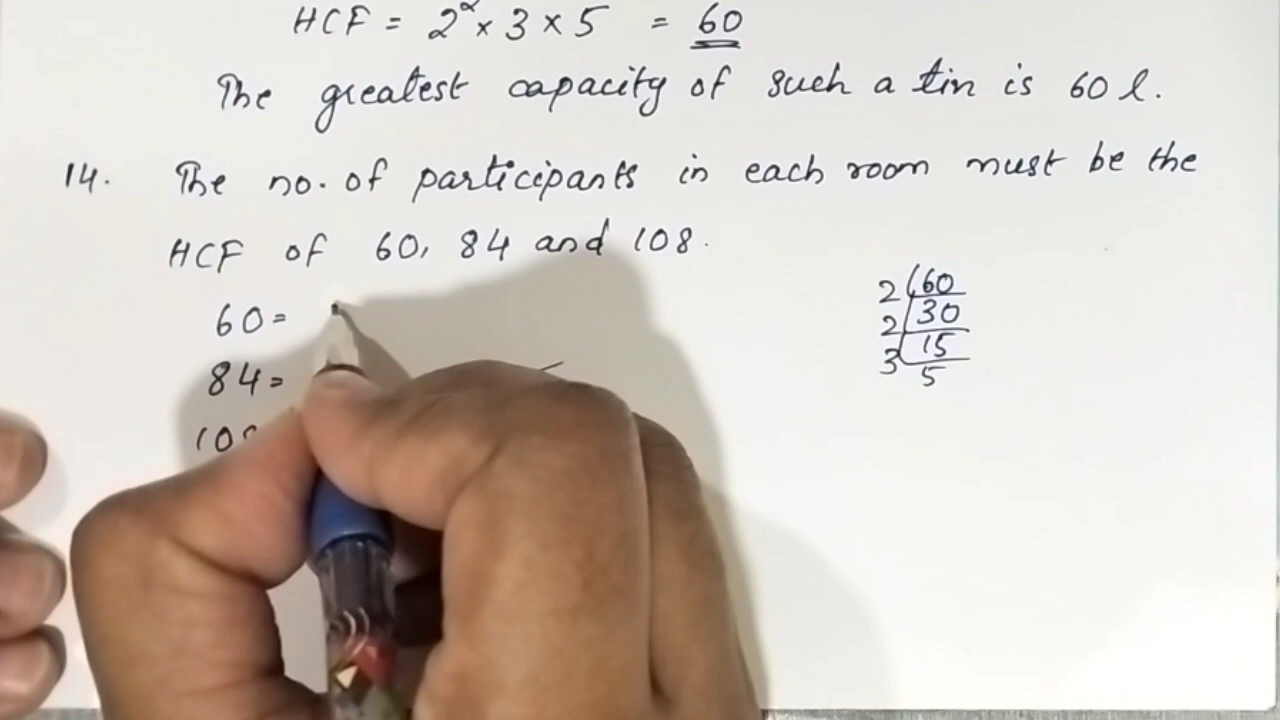 HCF = 2² × 3 × 5 = 60
The greatest capacity of such a tin is 60 l.
14. The no. of participants in each room must be the
HCF of 60, 84 and 108.
60 =
84 =
2 60
2 30
3 15
5